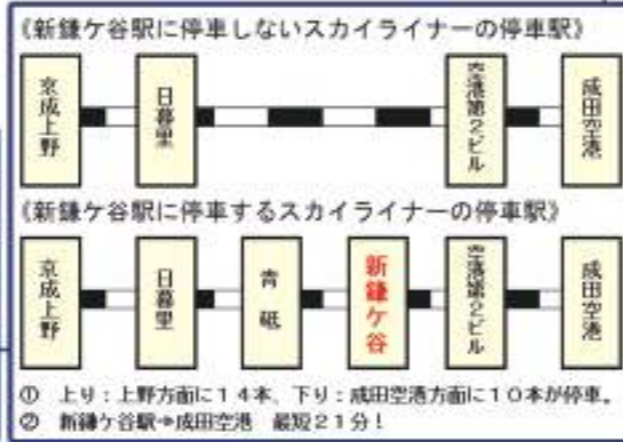 《新鎌ケ谷駅に停車しないスカイライナーの停車駅》
京成上野
日暮里
空港第2ビル
成田空港
《新鎌ケ谷駅に停車するスカイライナーの停車駅》
京成上野
日暮里
青砥
新鎌ケ谷
空港第2ビル
成田空港
① 上り：上野方面に14本、下り：成田空港方面に10本が停車。
② 新鎌ケ谷駅⇒成田空港 最短21分！